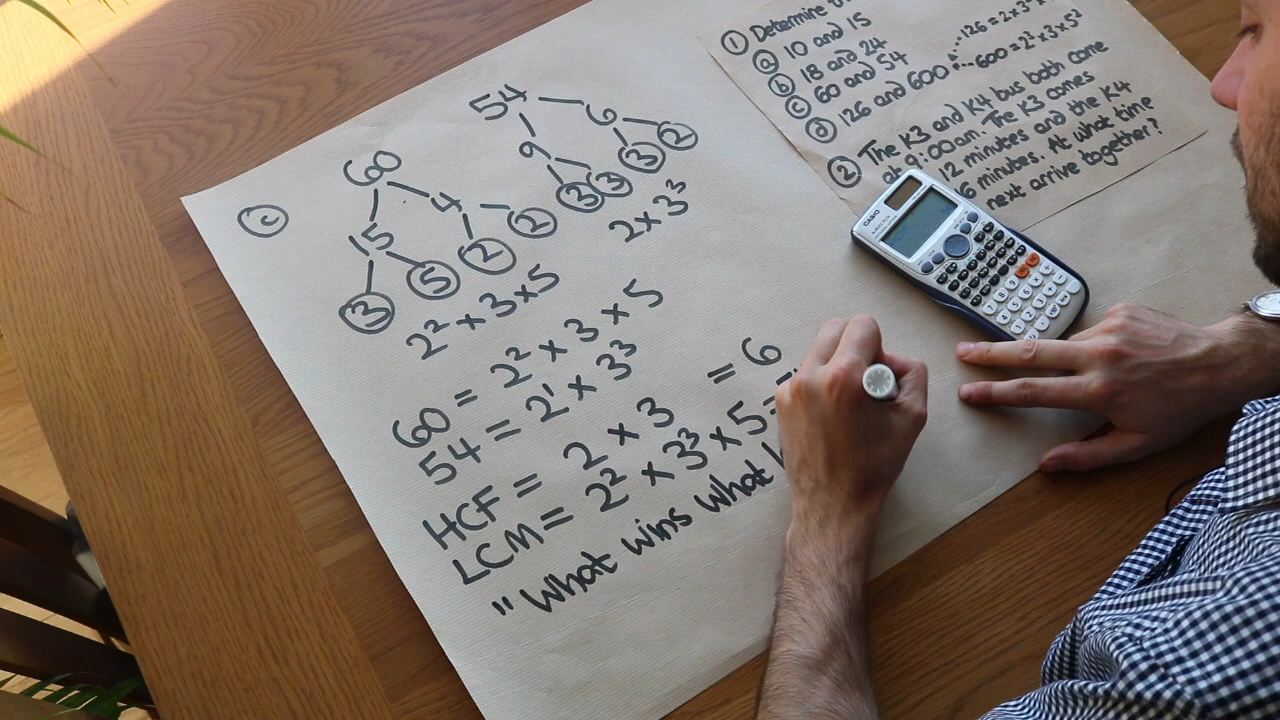 ① Determine
ⓐ 10 and 15
ⓑ 18 and 24
ⓒ 60 and 54
ⓓ 126 and 600
126 = 2 x 3
600 = 2³ x 3 x 5²
② The K3 and K4 bus both come
at 9:00am. The K3 comes
12 minutes and the K4
6 minutes. At what time
next arrive together?
CASIO
ⓒ
60
15 4
③ ⑤ ② ②
2² x 3 x 5
54
9 6
③ ③ ③ ②
2 x 3³
60 = 2² x 3 x 5
54 = 2¹ x 3³
HCF = 2 x 3 = 6
LCM = 2² x 3³ x 5 =
"What wins what